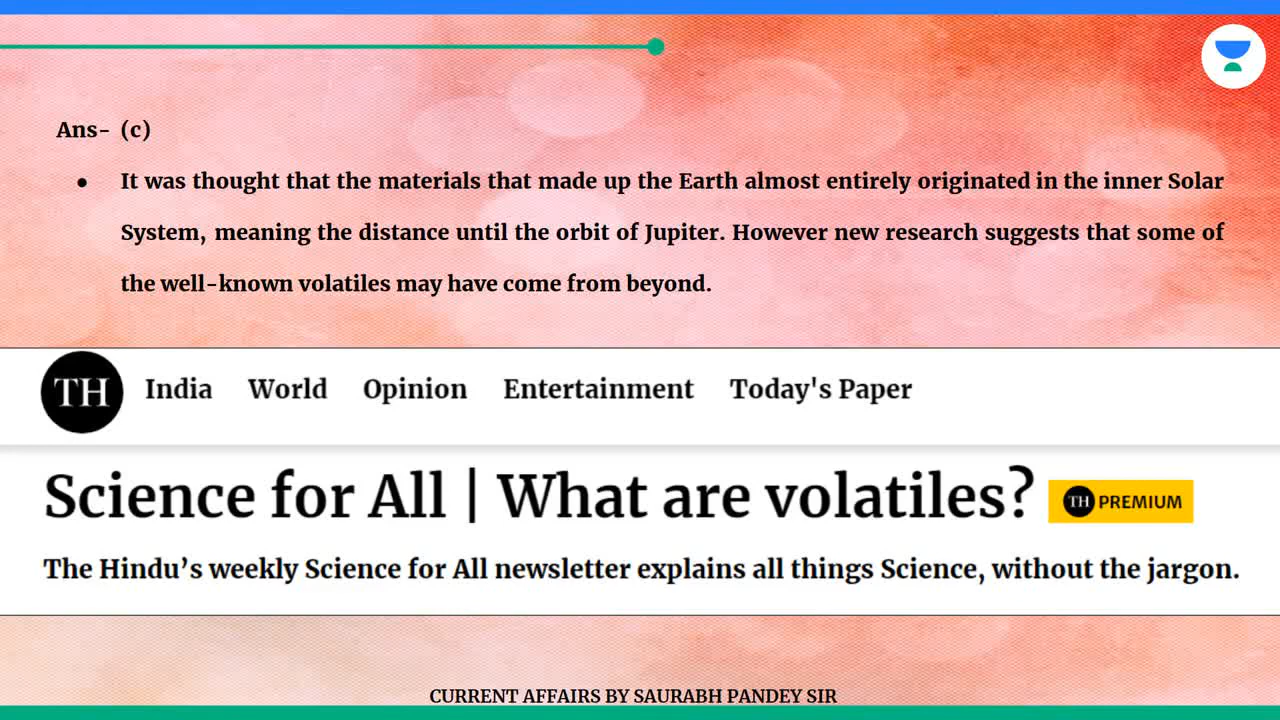 Ans- (c)
● It was thought that the materials that made up the Earth almost entirely originated in the inner Solar
System, meaning the distance until the orbit of Jupiter. However new research suggests that some of
the well-known volatiles may have come from beyond.
TH India World Opinion Entertainment Today's Paper
Science for All | What are volatiles? TH PREMIUM
The Hindu’s weekly Science for All newsletter explains all things Science, without the jargon.
CURRENT AFFAIRS BY SAURABH PANDEY SIR